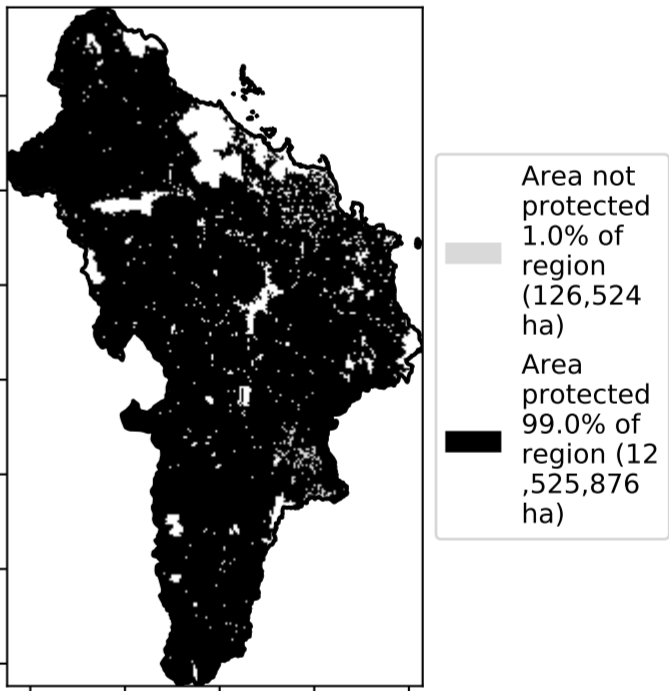 Area not
protected
1.0% of
region
(126,524
ha)
Area
protected
99.0% of
region (12
,525,876
ha)